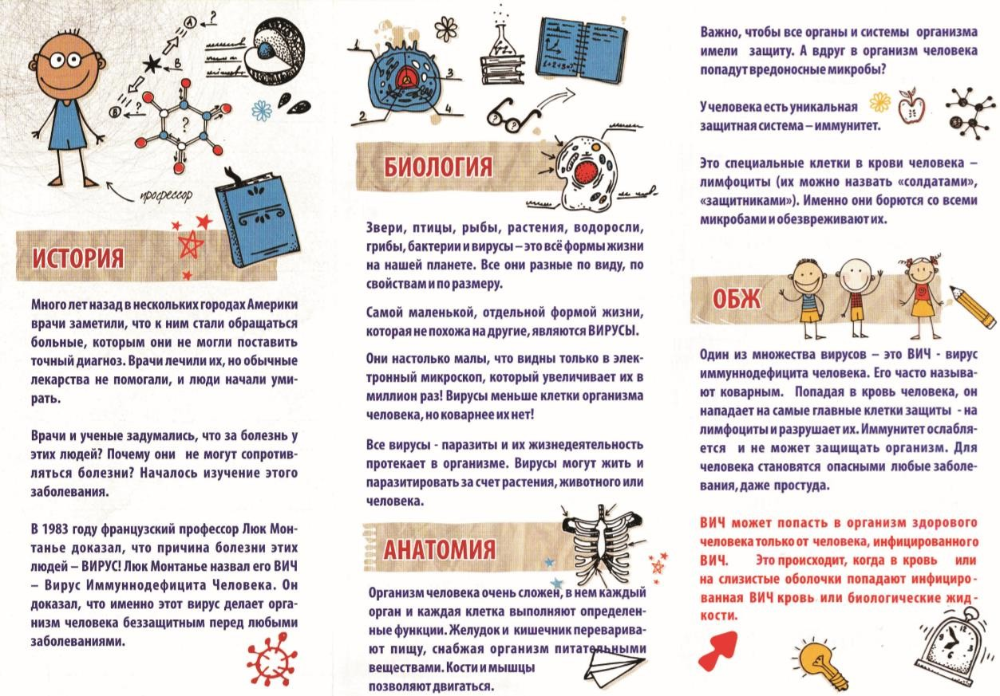 A
?
B
?
B
?
профессор
ИСТОРИЯ
Много лет назад в нескольких городах Америки
врачи заметили, что к ним стали обращаться
больные, которым они не могли поставить
точный диагноз. Врачи лечили их, но обычные
лекарства не помогали, и люди начали уми-
рать.
Врачи и ученые задумались, что за болезнь у
этих людей? Почему они не могут сопротив-
ляться болезни? Началось изучение этого
заболевания.
В 1983 году французский профессор Люк Мон-
танье доказал, что причина болезни этих
людей – ВИРУС! Люк Монтанье назвал его ВИЧ
– Вирус Иммуннодефицита Человека. Он
доказал, что именно этот вирус делает орга-
низм человека беззащитным перед любыми
заболеваниями.
1
2
3
4
1+2+3=?
? ?
БИОЛОГИЯ
Звери, птицы, рыбы, растения, водоросли,
грибы, бактерии и вирусы – это всё формы жизни
на нашей планете. Все они разные по виду, по
свойствам и по размеру.
Самой маленькой, отдельной формой жизни,
которая не похожа на другие, являются ВИРУСЫ.
Они настолько малы, что видны только в элек-
тронный микроскоп, который увеличивает их в
миллион раз! Вирусы меньше клетки организма
человека, но коварнее их нет!
Все вирусы - паразиты и их жизнедеятельность
протекает в организме. Вирусы могут жить и
паразитировать за счет растения, животного или
человека.
АНАТОМИЯ
Организм человека очень сложен, в нем каждый
орган и каждая клетка выполняют определен-
ные функции. Желудок и кишечник переварива-
ют пищу, снабжая организм питательными
веществами. Кости и мышцы
позволяют двигаться.
Важно, чтобы все органы и системы организма
имели защиту. А вдруг в организм человека
попадут вредоносные микробы?
У человека есть уникальная
защитная система – иммунитет.
Это специальные клетки в крови человека –
лимфоциты (их можно назвать «солдатами»,
«защитниками»). Именно они борются со всеми
микробами и обезвреживают их.
ОБЖ
Один из множества вирусов – это ВИЧ - вирус
иммуннодефицита человека. Его часто называ-
ют коварным. Попадая в кровь человека, он
нападает на самые главные клетки защиты - на
лимфоциты и разрушает их. Иммунитет ослабля-
ется и не может защищать организм. Для
человека становятся опасными любые заболе-
вания, даже простуда.
ВИЧ может попасть в организм здорового
человека только от человека, инфицированного
ВИЧ. Это происходит, когда в кровь или
на слизистые оболочки попадают инфициро-
ванная ВИЧ кровь или биологические жид-
кости.